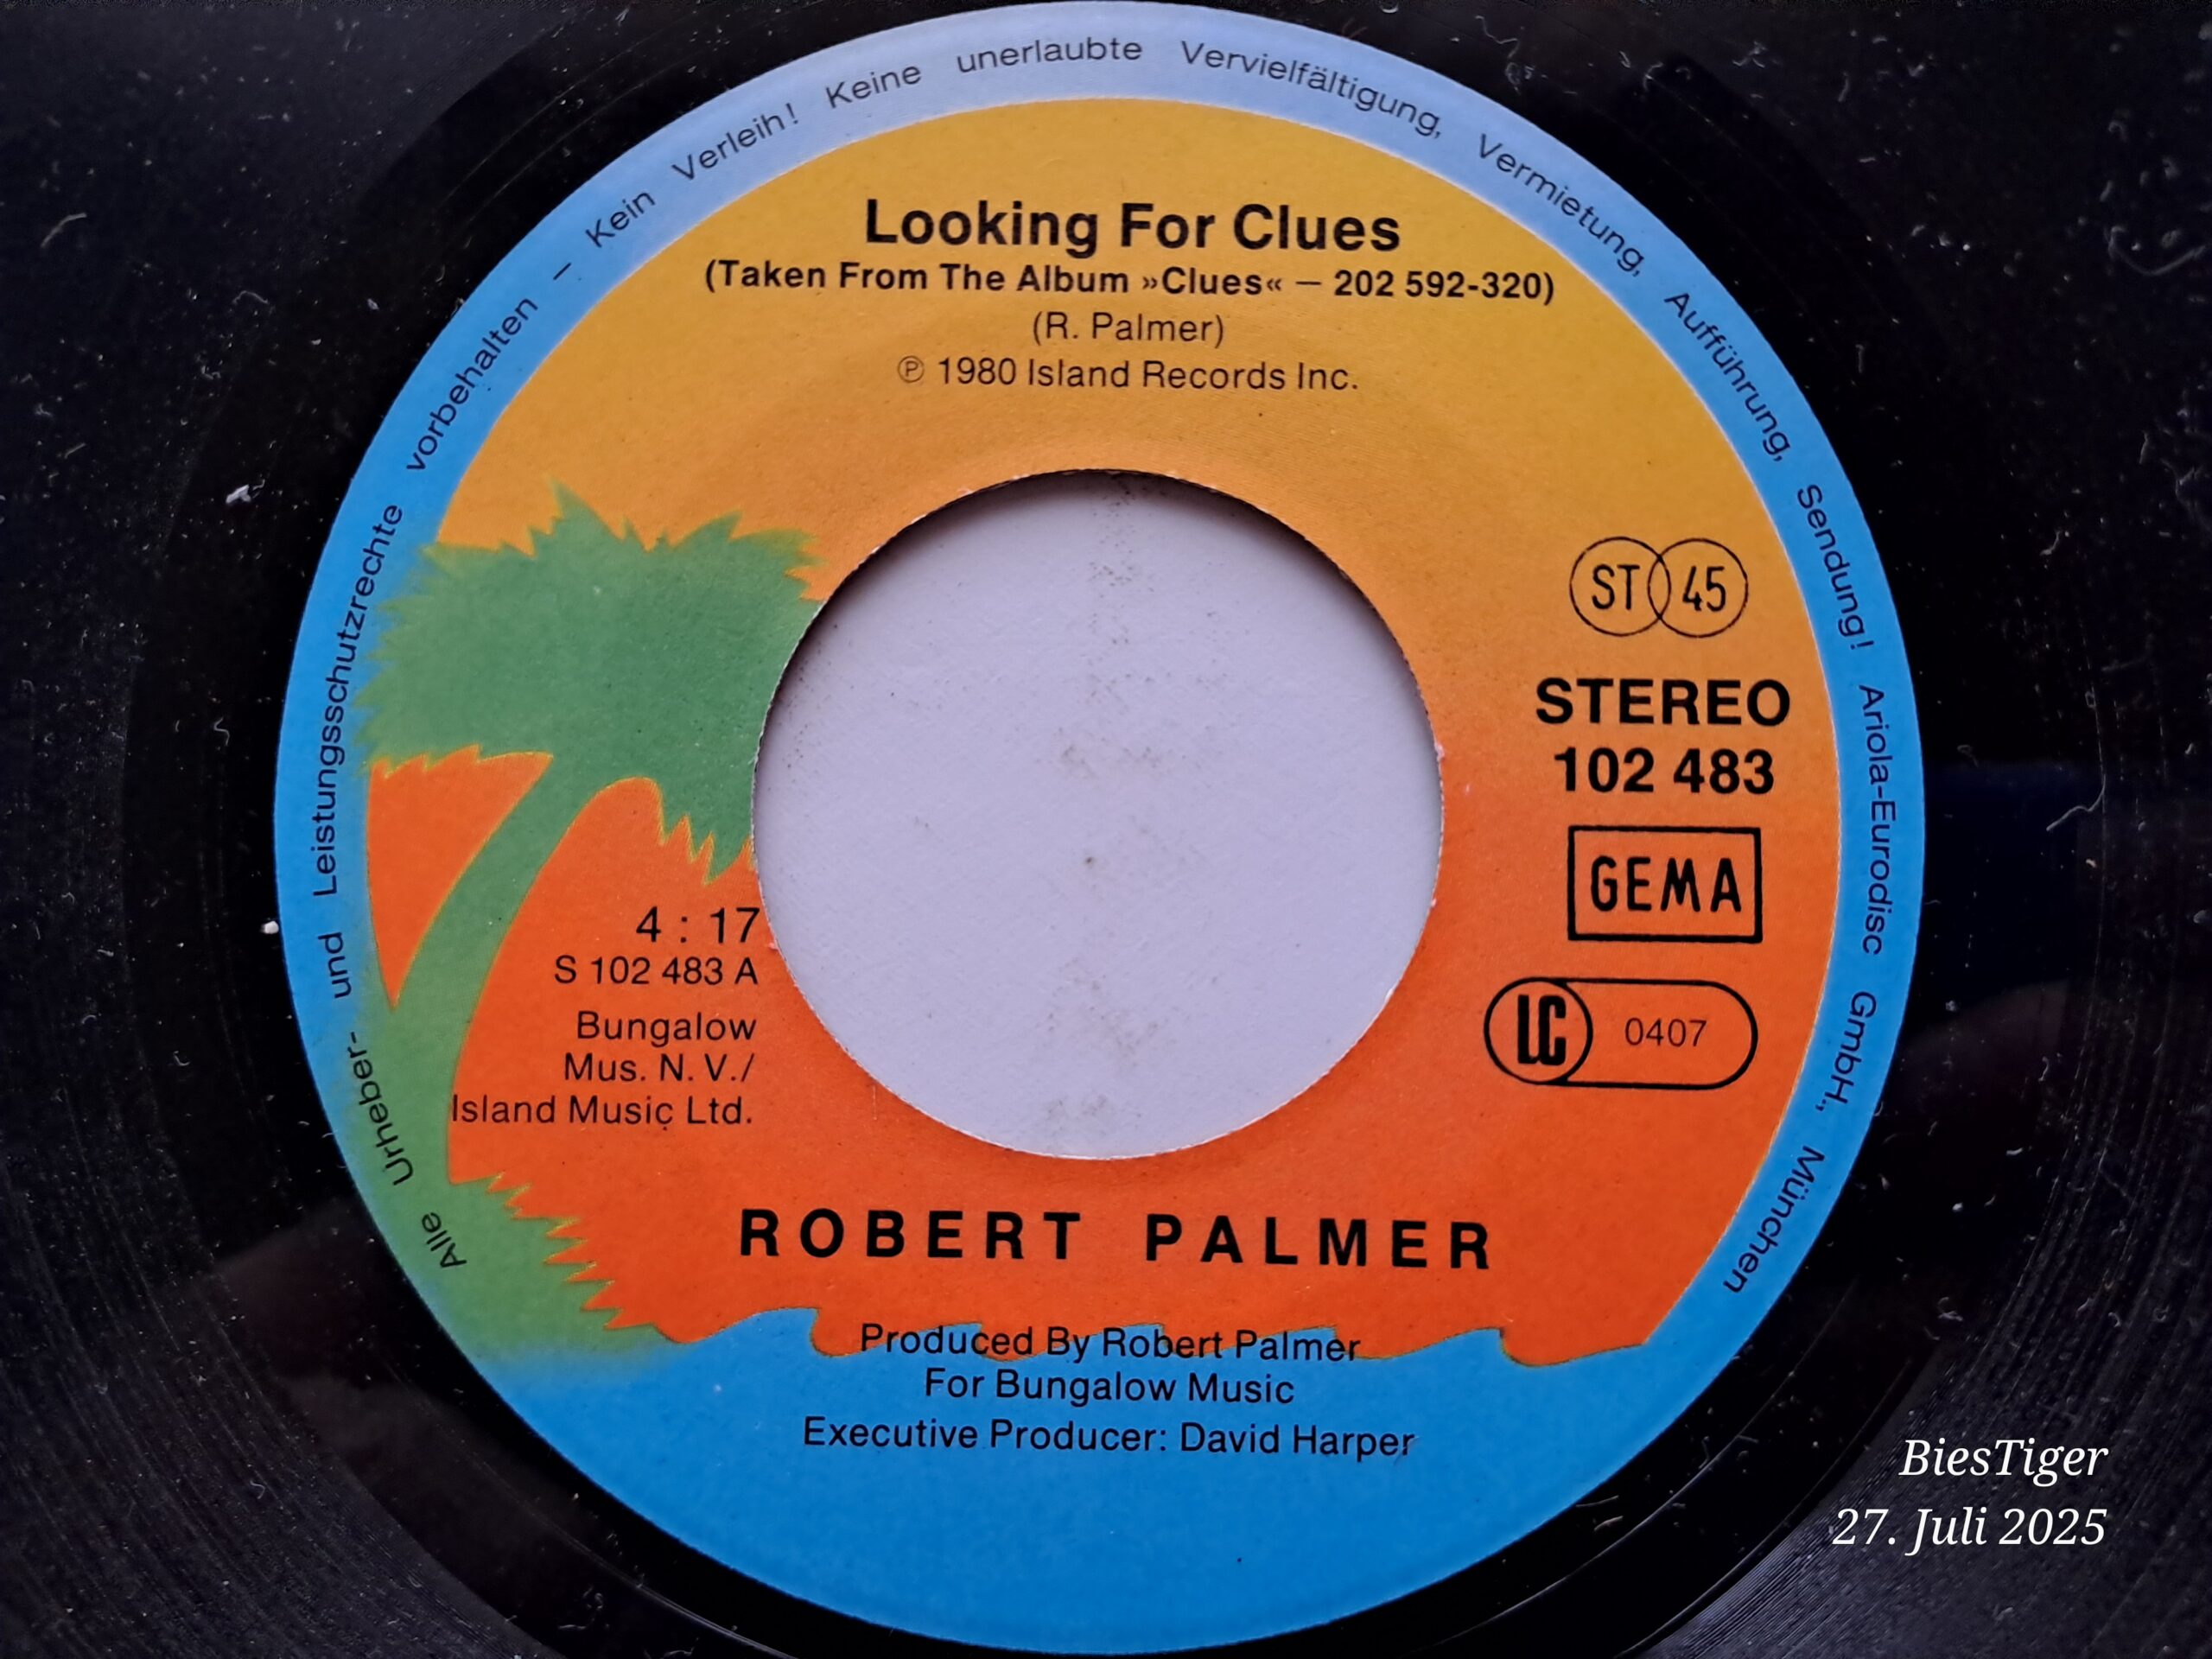 Alle Urheber- und Leistungsschutzrechte vorbehalten – Kein Verleih! Keine unerlaubte Vervielfältigung, Vermietung, Aufführung, Sendung! Ariola-Eurodisc GmbH., München
Looking For Clues
(Taken From The Album »Clues« – 202 592-320)
(R. Palmer)
℗ 1980 Island Records Inc.
ST 45
STEREO
102 483
GEMA
LC 0407
4 : 17
S 102 483 A
Bungalow
Mus. N. V./
Island Music Ltd.
ROBERT PALMER
Produced By Robert Palmer
For Bungalow Music
Executive Producer: David Harper
BiesTiger
27. Juli 2025